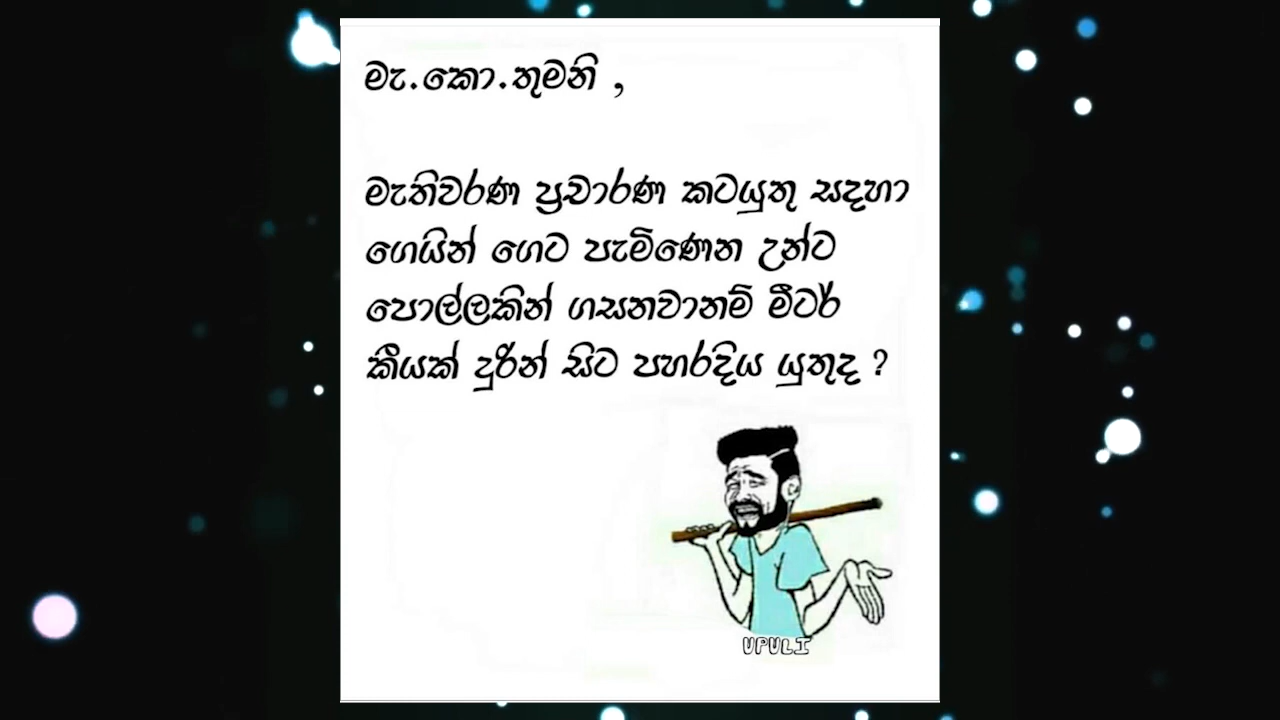 මැ.කො.තුමනි ,
මැතිවරණ ප්‍රචාරණ කටයුතු සඳහා
ගෙයින් ගෙට පැමිණෙන උන්ට
පොල්ලකින් ගසනවානම් මීටර්
කීයක් දුරින් සිට පහරදිය යුතුද ?
UPULI